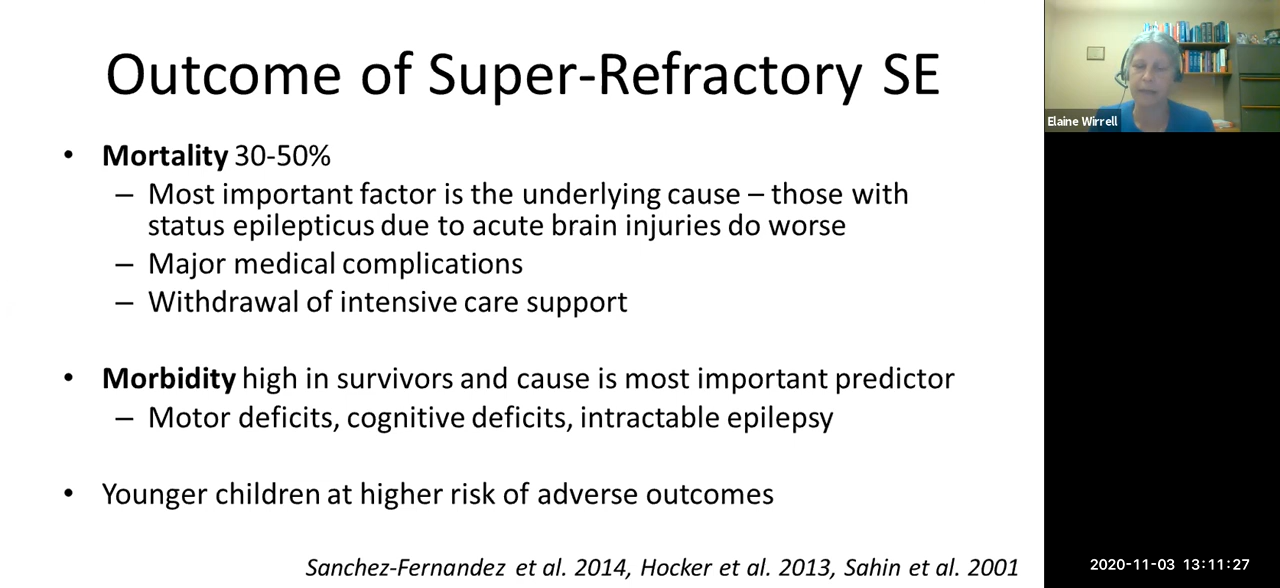 Outcome of Super-Refractory SE
• Mortality 30-50%
– Most important factor is the underlying cause – those with
status epilepticus due to acute brain injuries do worse
– Major medical complications
– Withdrawal of intensive care support
• Morbidity high in survivors and cause is most important predictor
– Motor deficits, cognitive deficits, intractable epilepsy
• Younger children at higher risk of adverse outcomes
Sanchez-Fernandez et al. 2014, Hocker et al. 2013, Sahin et al. 2001
Elaine Wirrell
2020-11-03 13:11:27